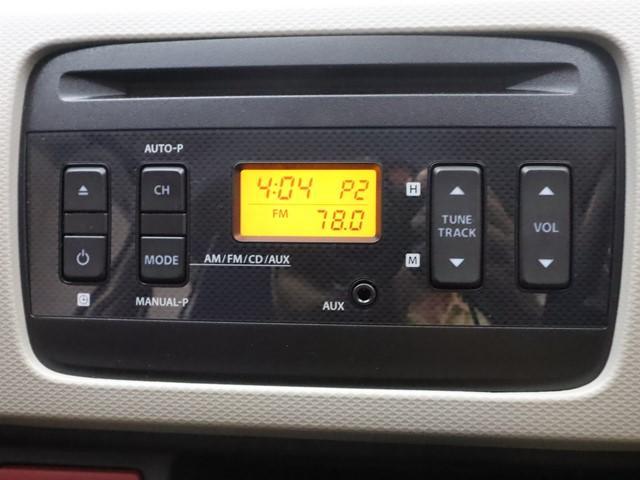 AUTO-P
CH
4:04 P2
FM 78.0
H
TUNE
TRACK
VOL
MODE
AM/FM/CD/AUX
M
MANUAL-P
AUX